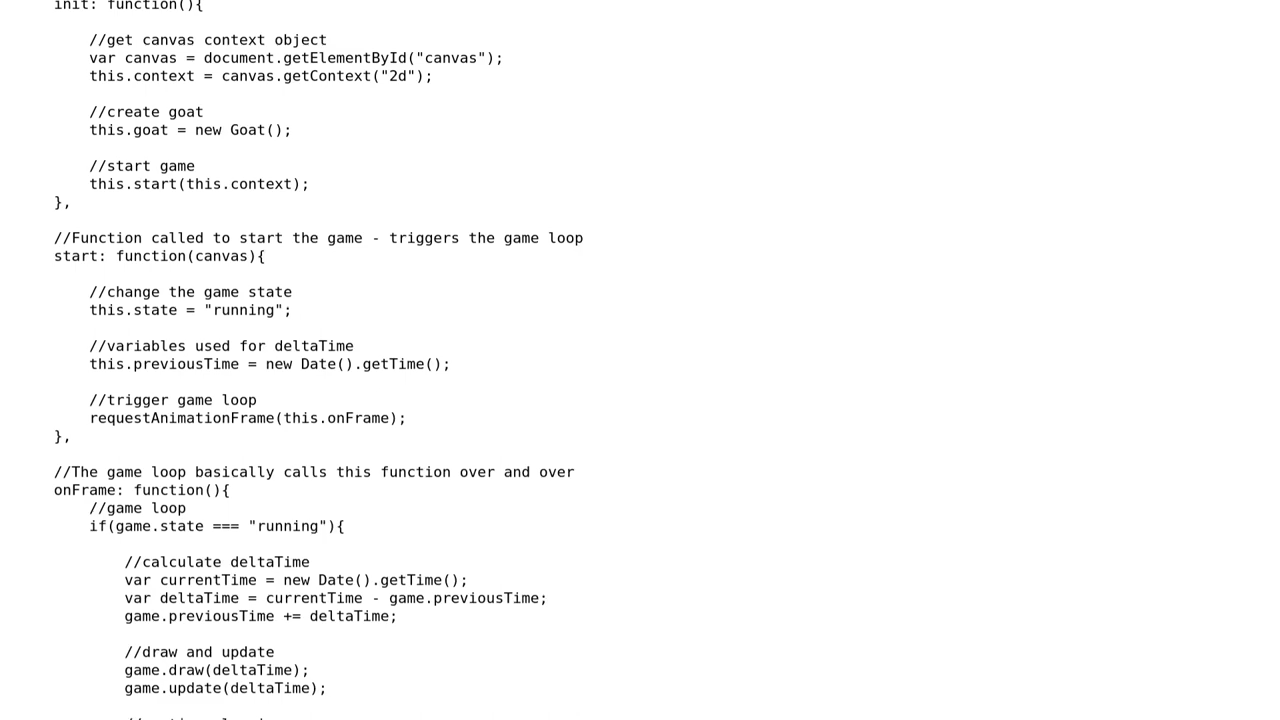 init: function(){
//get canvas context object
var canvas = document.getElementById("canvas");
this.context = canvas.getContext("2d");
//create goat
this.goat = new Goat();
//start game
this.start(this.context);
},
//Function called to start the game - triggers the game loop
start: function(canvas){
//change the game state
this.state = "running";
//variables used for deltaTime
this.previousTime = new Date().getTime();
//trigger game loop
requestAnimationFrame(this.onFrame);
},
//The game loop basically calls this function over and over
onFrame: function(){
//game loop
if(game.state === "running"){
//calculate deltaTime
var currentTime = new Date().getTime();
var deltaTime = currentTime - game.previousTime;
game.previousTime += deltaTime;
//draw and update
game.draw(deltaTime);
game.update(deltaTime);